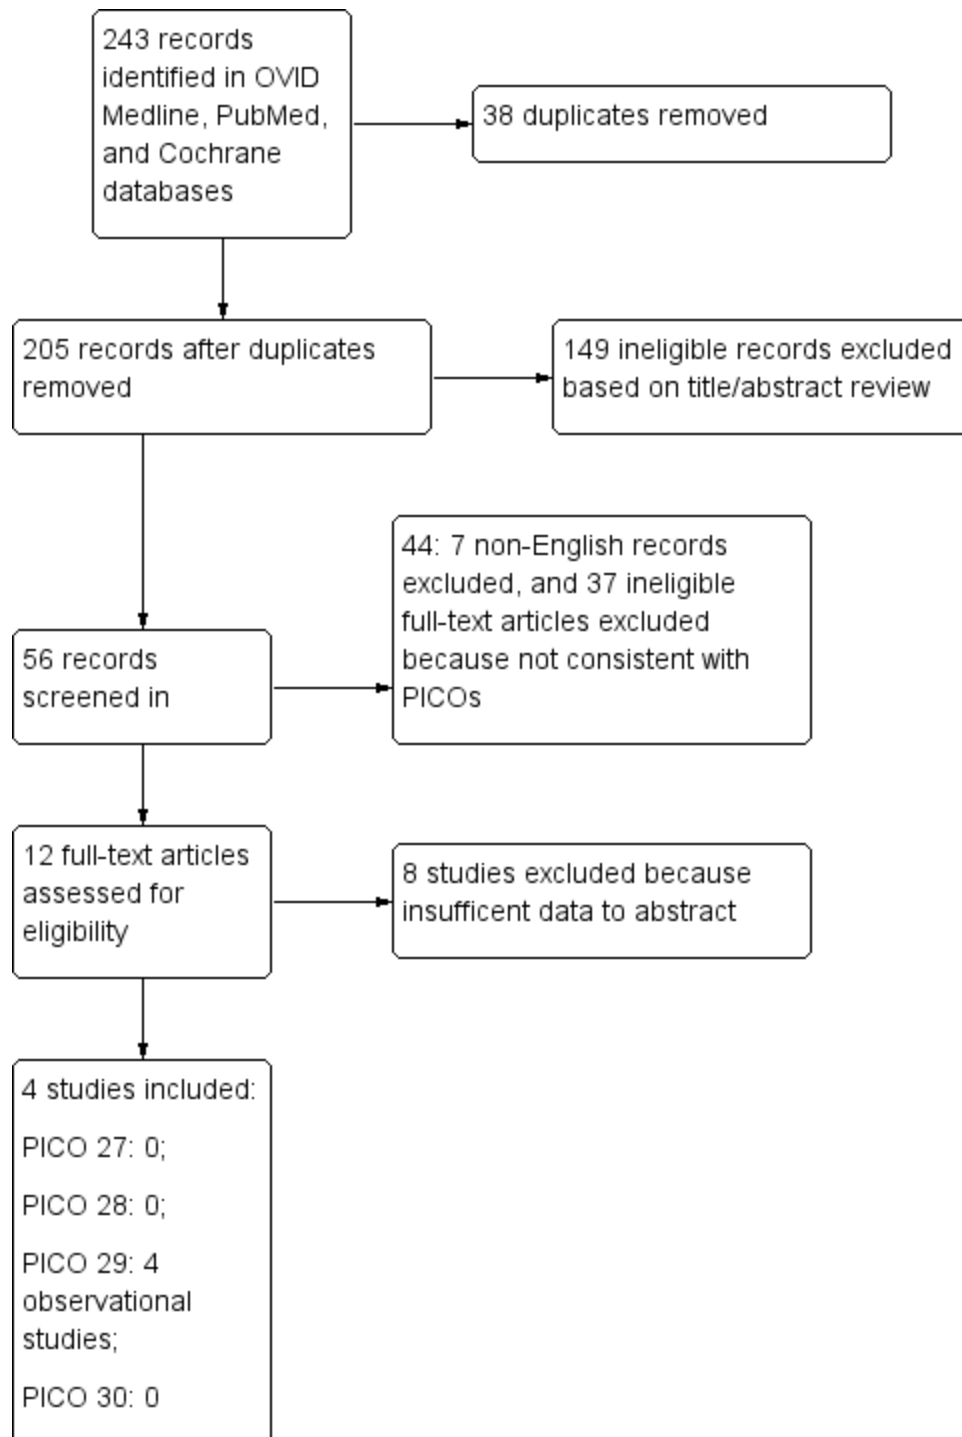 243 records
identified in OVID
Medline, PubMed,
and Cochrane
databases
38 duplicates removed
205 records after duplicates
removed
149 ineligible records excluded
based on title/abstract review
44: 7 non-English records
excluded, and 37 ineligible
full-text articles excluded
because not consistent with
PICOs
56 records
screened in
12 full-text articles
assessed for
eligibility
8 studies excluded because
insufficent data to abstract
4 studies included:
PICO 27: 0;
PICO 28: 0;
PICO 29: 4
observational
studies;
PICO 30: 0